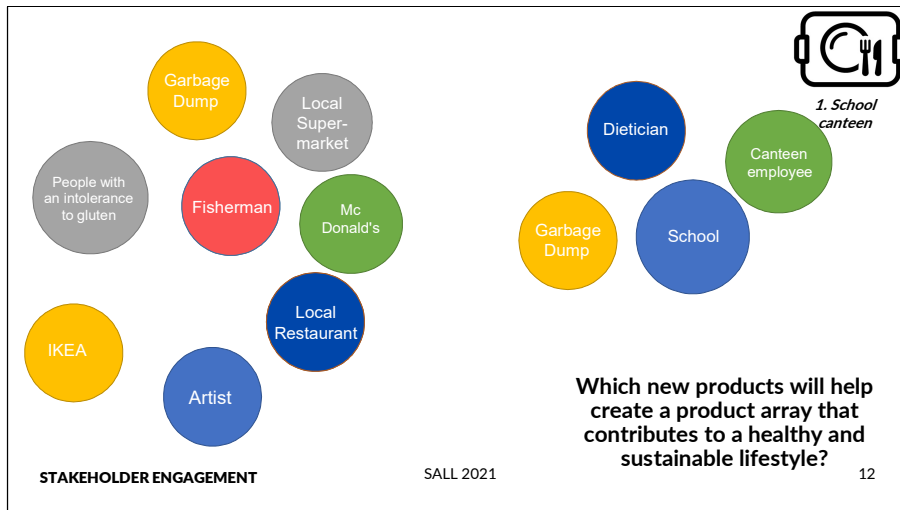 Garbage
Dump
Local
Super-
market
People with
an intolerance
to gluten
Fisherman
Mc
Donald's
Local
Restaurant
IKEA
Artist
1. School
canteen
Dietician
Canteen
employee
Garbage
Dump
School
Which new products will help
create a product array that
contributes to a healthy and
sustainable lifestyle?
STAKEHOLDER ENGAGEMENT
SALL 2021
12